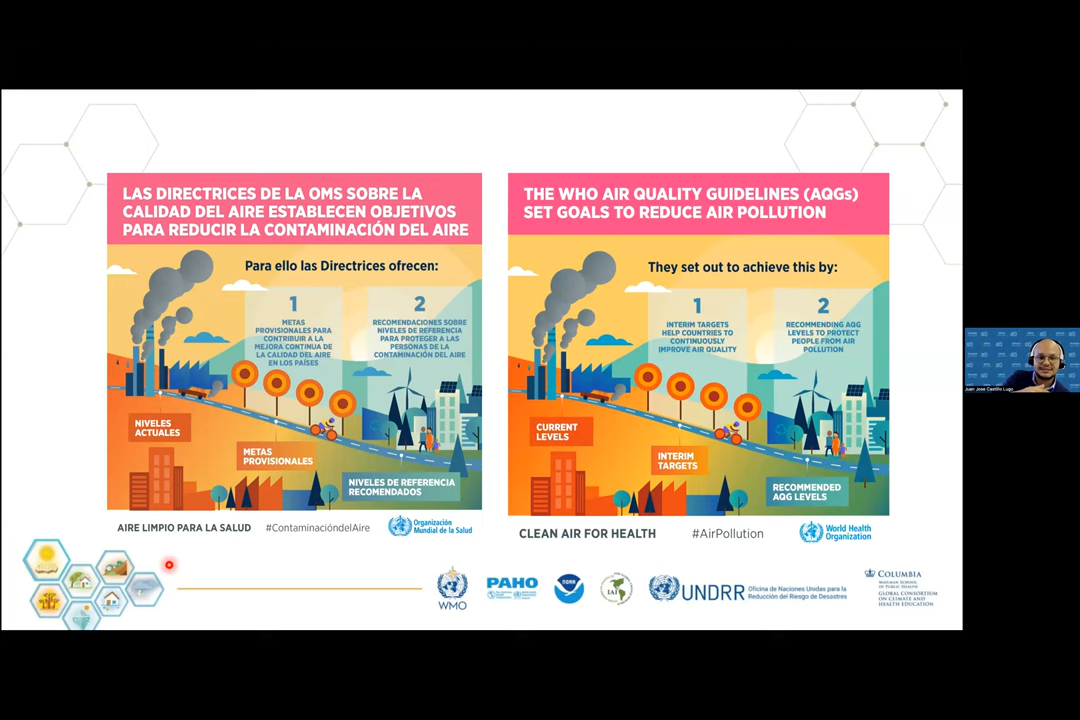 LAS DIRECTRICES DE LA OMS SOBRE LA
CALIDAD DEL AIRE ESTABLECEN OBJETIVOS
PARA REDUCIR LA CONTAMINACIÓN DEL AIRE
Para ello las Directrices ofrecen:
1
METAS
PROVISIONALES PARA
CONTRIBUIR A LA
MEJORA CONTINUA DE
LA CALIDAD DEL AIRE
EN LOS PAÍSES
2
RECOMENDACIONES SOBRE
NIVELES DE REFERENCIA
PARA PROTEGER A LAS
PERSONAS DE LA
CONTAMINACIÓN DEL AIRE
NIVELES
ACTUALES
METAS
PROVISIONALES
NIVELES DE REFERENCIA
RECOMENDADOS
AIRE LIMPIO PARA LA SALUD
#ContaminacióndelAire
Organización
Mundial de la Salud
THE WHO AIR QUALITY GUIDELINES (AQGs)
SET GOALS TO REDUCE AIR POLLUTION
They set out to achieve this by:
1
INTERIM TARGETS
HELP COUNTRIES TO
CONTINUOUSLY
IMPROVE AIR QUALITY
2
RECOMMENDING AQG
LEVELS TO PROTECT
PEOPLE FROM AIR
POLLUTION
CURRENT
LEVELS
INTERIM
TARGETS
RECOMMENDED
AQG LEVELS
CLEAN AIR FOR HEALTH
#AirPollution
World Health
Organization
WMO
PAHO
NOAA
IAI
UNDRR
Oficina de Naciones Unidas para la
Reducción del Riesgo de Desastres
COLUMBIA
MAILMAN SCHOOL
OF PUBLIC HEALTH
GLOBAL CONSORTIUM
ON CLIMATE AND
HEALTH EDUCATION
Juan Jose Castillo Lugo